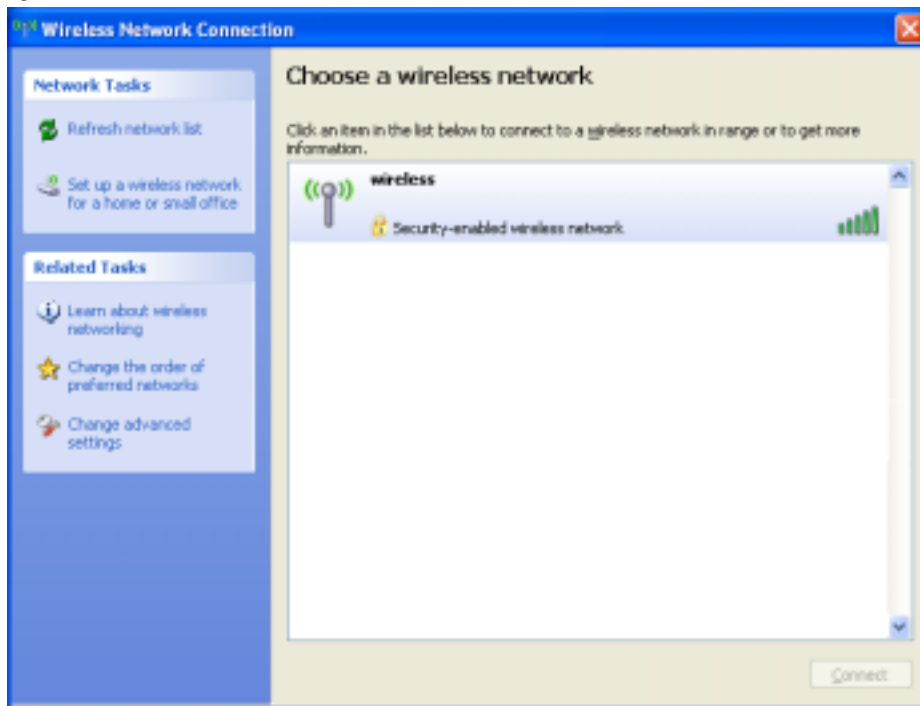 Wireless Network Connection
Network Tasks
Refresh network list
Set up a wireless network
for a home or small office
Related Tasks
Learn about wireless
networking
Change the order of
preferred networks
Change advanced
settings
Choose a wireless network
Click an item in the list below to connect to a wireless network in range or to get more
information.
wireless
Security-enabled wireless network
Connect